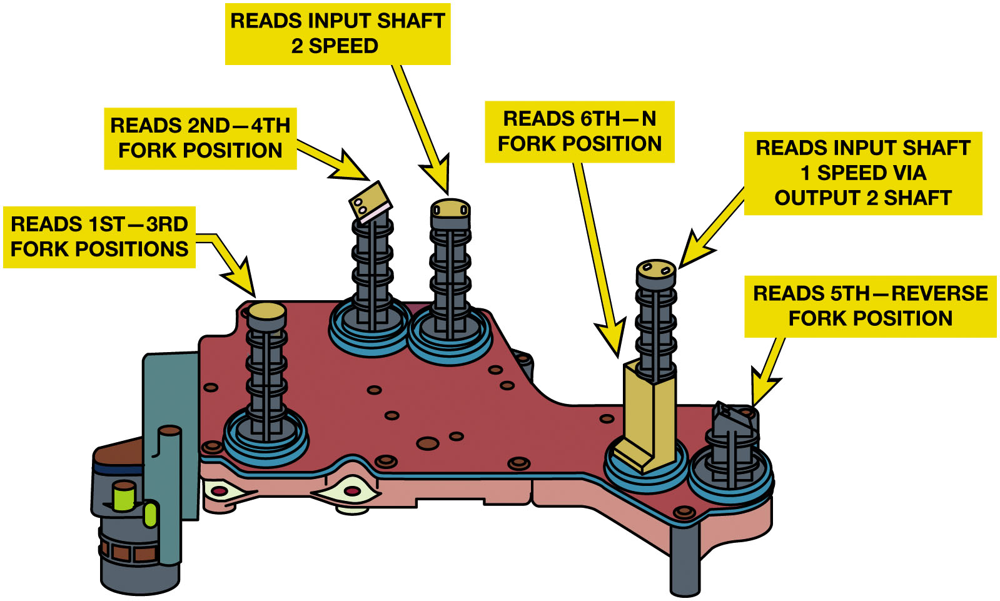 READS INPUT SHAFT
2 SPEED
READS 2ND—4TH
FORK POSITION
READS 6TH—N
FORK POSITION
READS INPUT SHAFT
1 SPEED VIA
OUTPUT 2 SHAFT
READS 1ST—3RD
FORK POSITIONS
READS 5TH—REVERSE
FORK POSITION